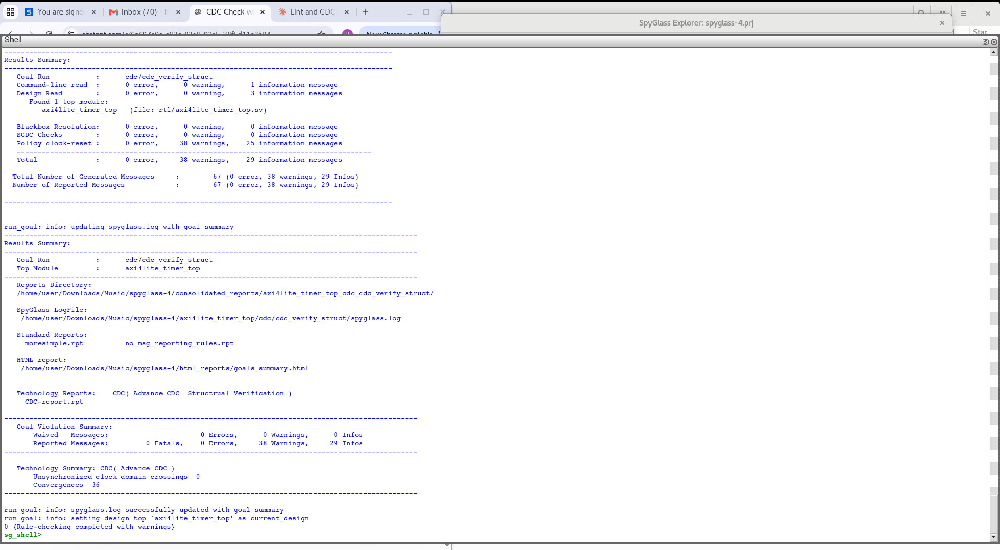 You are signe
Inbox (70) - h
CDC Check w
Lint and CDC
SpyGlass Explorer: spyglass-4.prj
New Chrome available
Star
Shell
Results Summary:
Goal Run : cdc/cdc_verify_struct
Command-line read : 0 error, 0 warning, 1 information message
Design Read : 0 error, 0 warning, 3 information messages
Found 1 top module:
axi4lite_timer_top (file: rtl/axi4lite_timer_top.sv)
Blackbox Resolution: 0 error, 0 warning, 0 information message
SGDC Checks : 0 error, 0 warning, 0 information message
Policy clock-reset : 0 error, 38 warnings, 25 information messages
Total : 0 error, 38 warnings, 29 information messages
Total Number of Generated Messages : 67 (0 error, 38 warnings, 29 Infos)
Number of Reported Messages : 67 (0 error, 38 warnings, 29 Infos)
run_goal: info: updating spyglass.log with goal summary
Results Summary:
Goal Run : cdc/cdc_verify_struct
Top Module : axi4lite_timer_top
Reports Directory:
/home/user/Downloads/Music/spyglass-4/consolidated_reports/axi4lite_timer_top_cdc_cdc_verify_struct/
SpyGlass LogFile:
/home/user/Downloads/Music/spyglass-4/axi4lite_timer_top/cdc/cdc_verify_struct/spyglass.log
Standard Reports:
moresimple.rpt no_msg_reporting_rules.rpt
HTML report:
/home/user/Downloads/Music/spyglass-4/html_reports/goals_summary.html
Technology Reports: CDC( Advance CDC Structrual Verification )
CDC-report.rpt
Goal Violation Summary:
Waived Messages: 0 Errors, 0 Warnings, 0 Infos
Reported Messages: 0 Fatals, 0 Errors, 38 Warnings, 29 Infos
Technology Summary: CDC( Advance CDC )
Unsynchronized clock domain crossings= 0
Convergences= 36
run_goal: info: spyglass.log successfully updated with goal summary
run_goal: info: setting design top `axi4lite_timer_top' as current_design
0 {Rule-checking completed with warnings}
sg_shell>